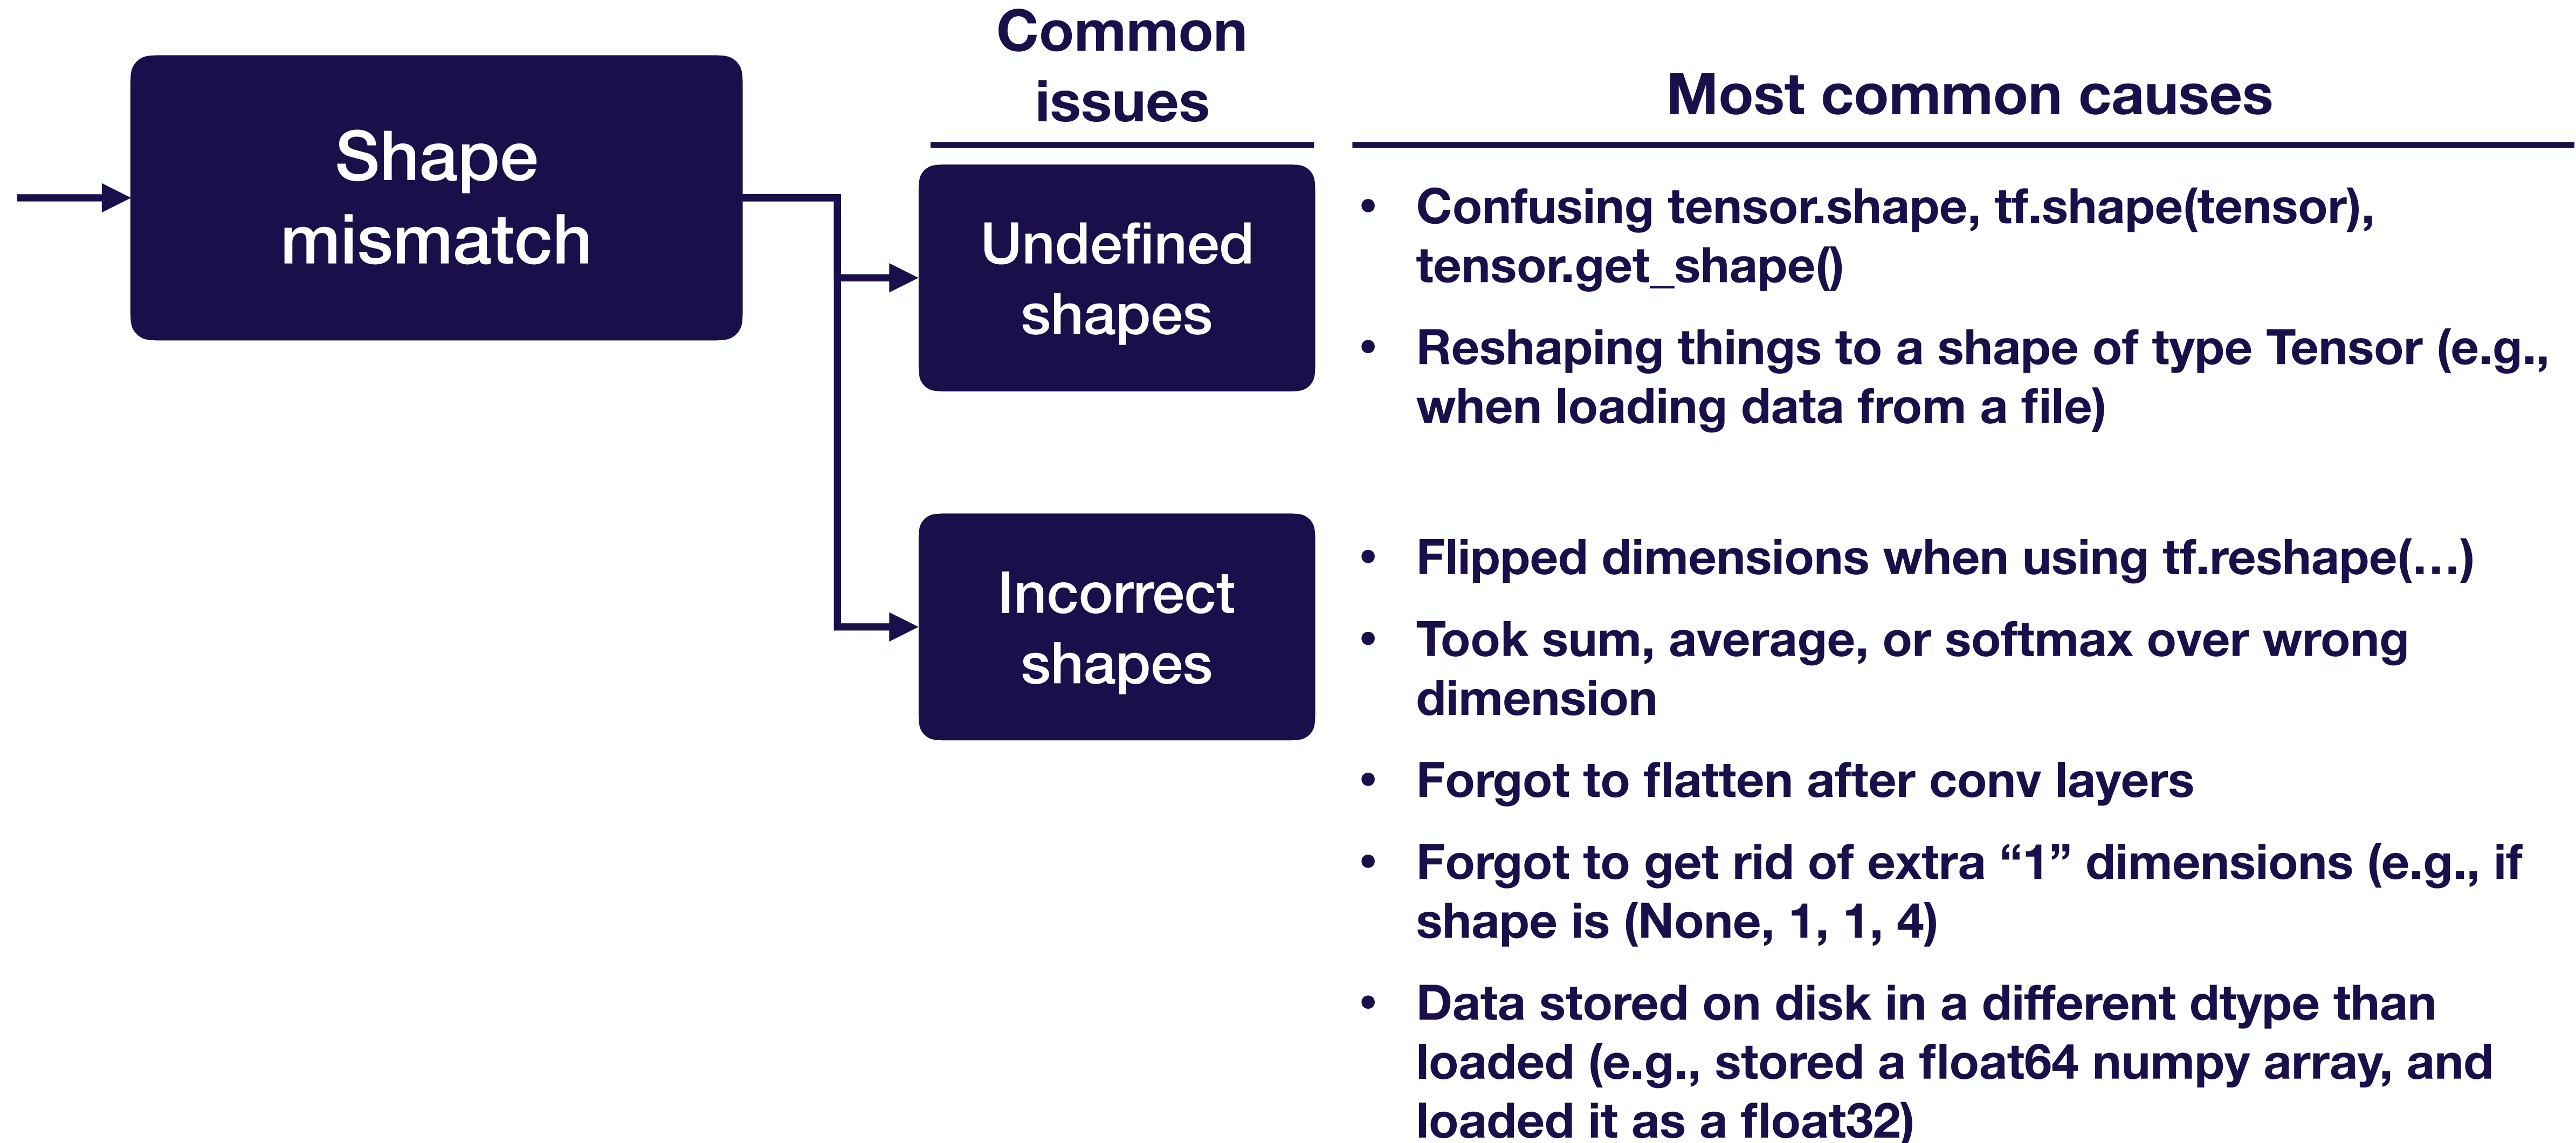 Common
issues
Most common causes
Shape
mismatch
Undefined
shapes
• Confusing tensor.shape, tf.shape(tensor),
tensor.get_shape()
• Reshaping things to a shape of type Tensor (e.g.,
when loading data from a file)
Incorrect
shapes
• Flipped dimensions when using tf.reshape(…)
• Took sum, average, or softmax over wrong
dimension
• Forgot to flatten after conv layers
• Forgot to get rid of extra “1” dimensions (e.g., if
shape is (None, 1, 1, 4)
• Data stored on disk in a different dtype than
loaded (e.g., stored a float64 numpy array, and
loaded it as a float32)